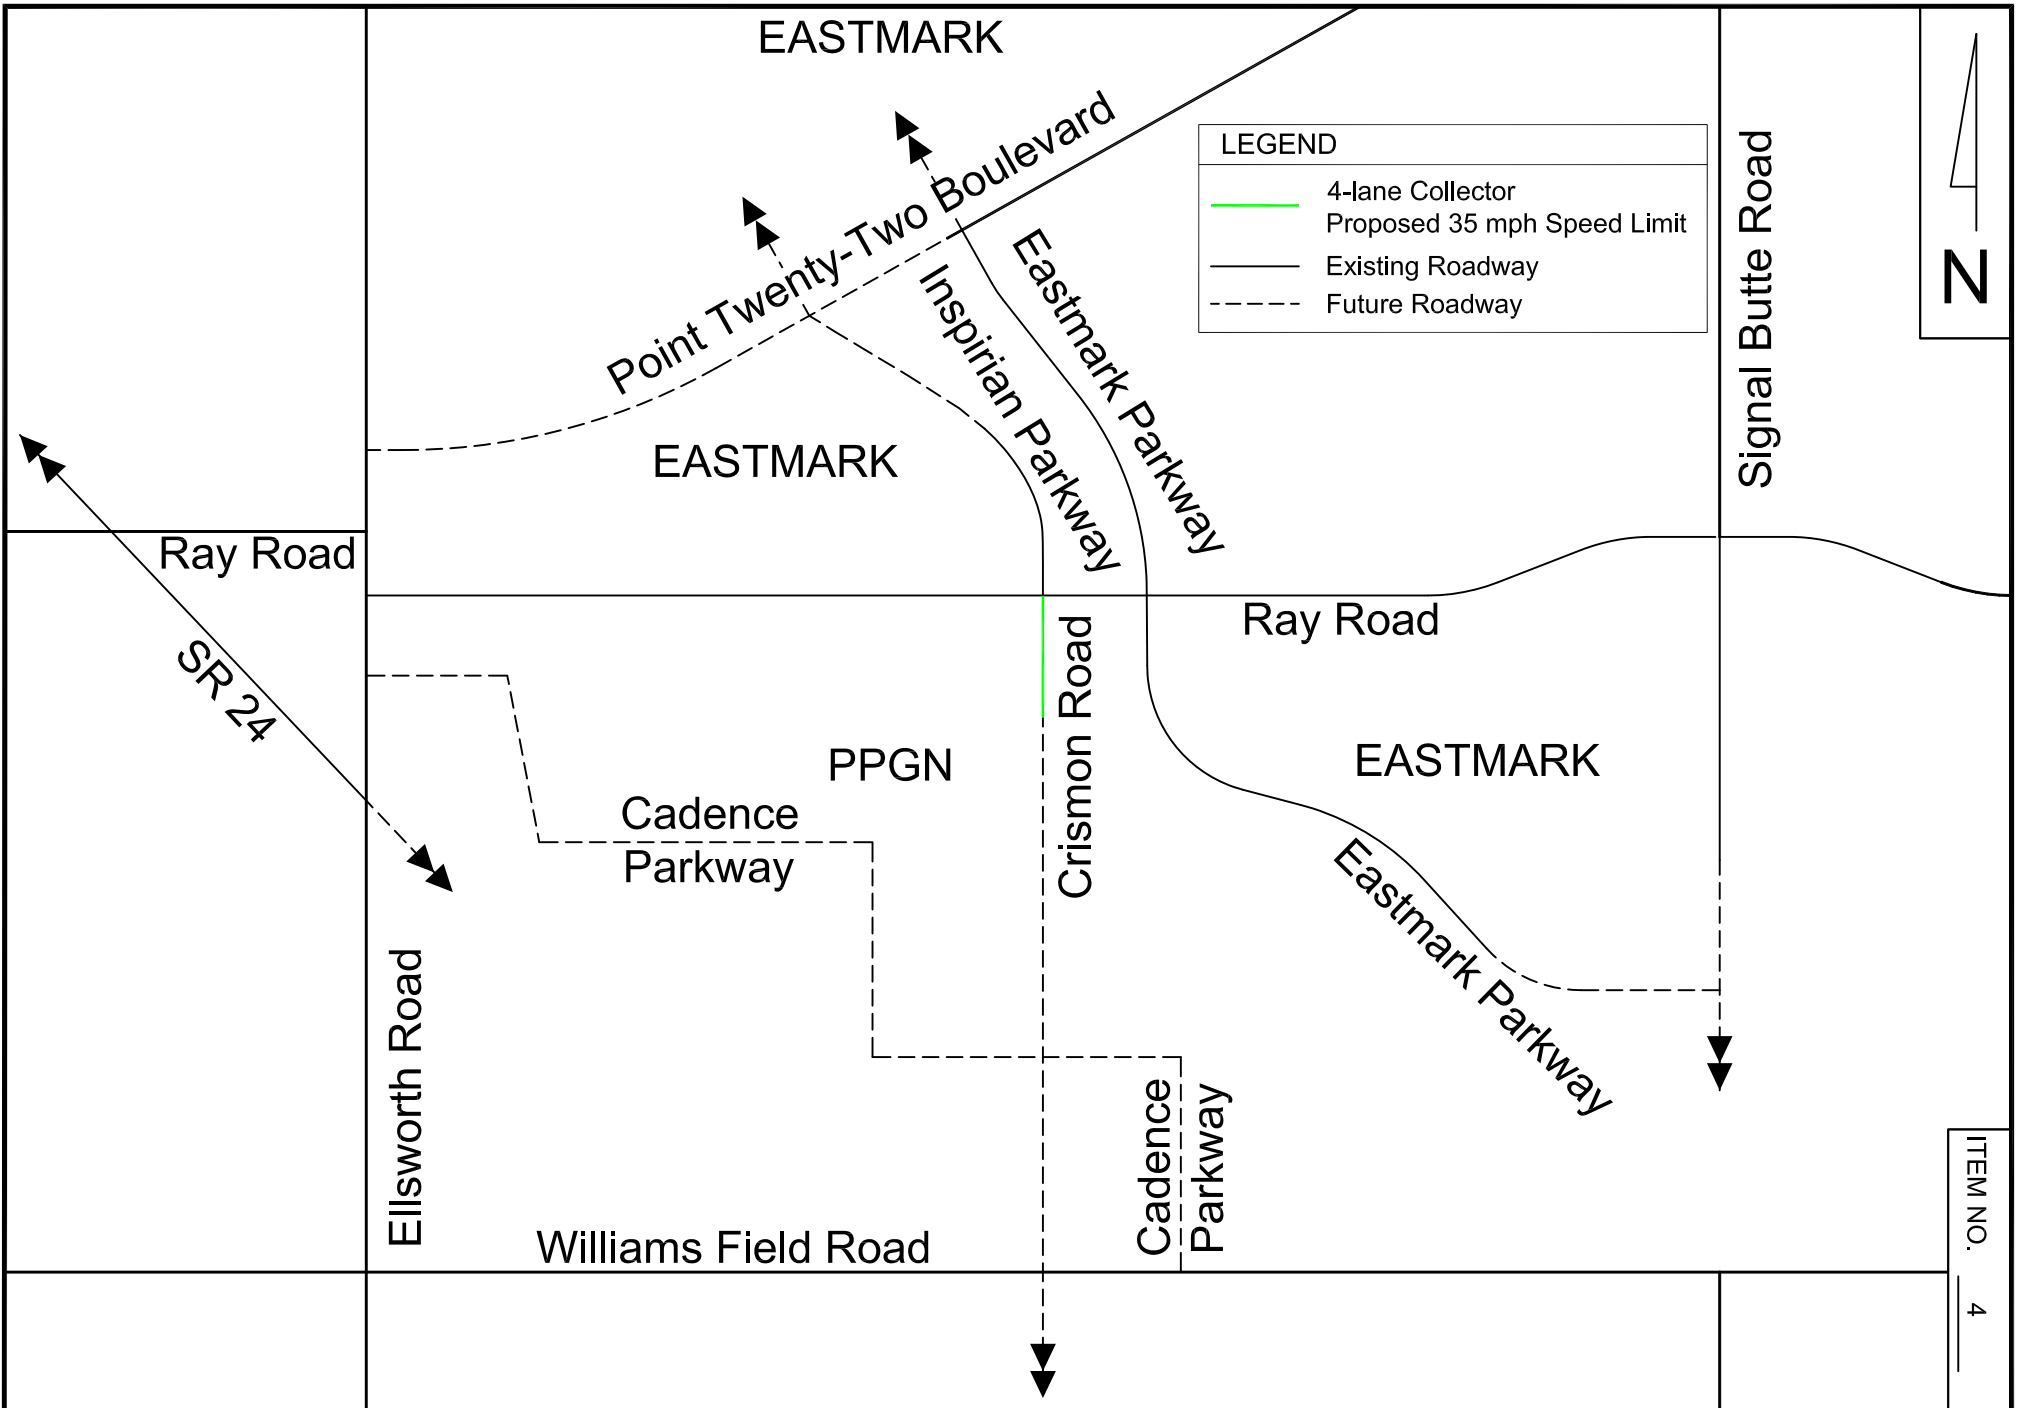 EASTMARK
Point Twenty-Two Boulevard
LEGEND
4-lane Collector
Proposed 35 mph Speed Limit
Existing Roadway
Future Roadway
N
Signal Butte Road
Inspirian Parkway
Eastmark Parkway
EASTMARK
Ray Road
SR 24
Ray Road
Crismon Road
PPGN
EASTMARK
Cadence
Parkway
Eastmark Parkway
Ellsworth Road
Cadence
Parkway
Williams Field Road
ITEM NO. 4